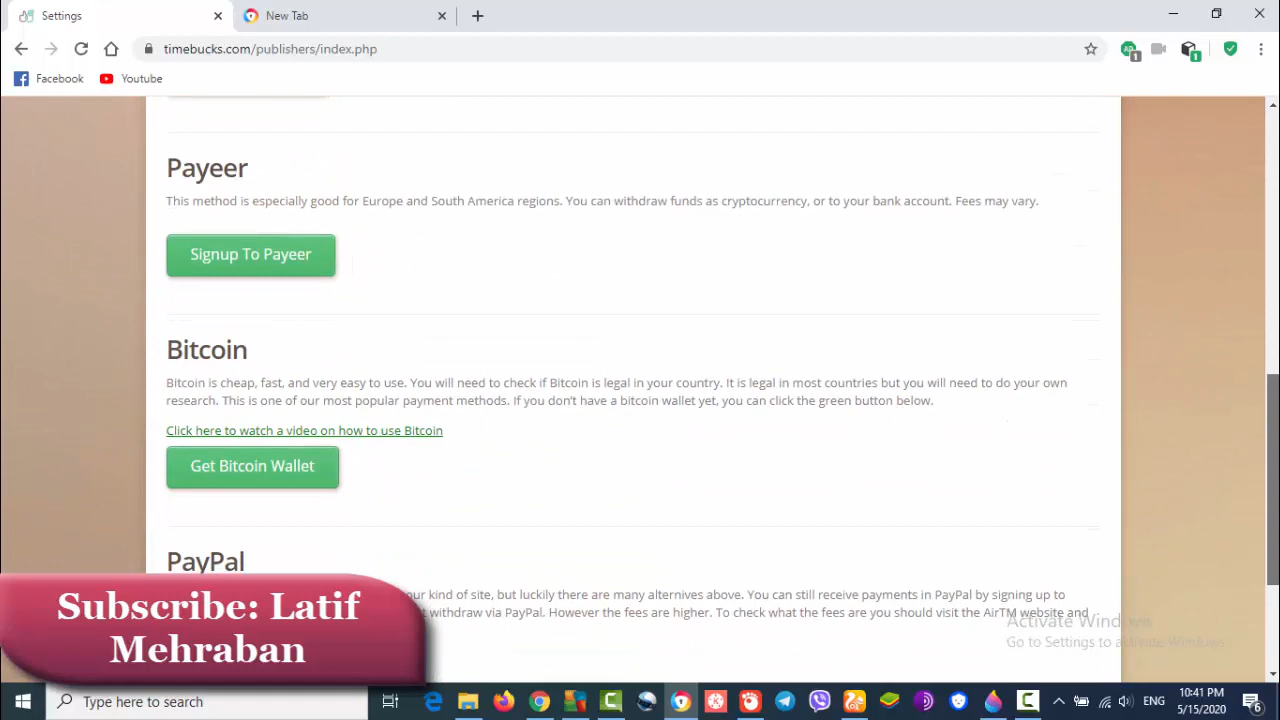 Settings
New Tab
timebucks.com/publishers/index.php
Facebook
Youtube
Payeer
This method is especially good for Europe and South America regions. You can withdraw funds as cryptocurrency, or to your bank account. Fees may vary.
Signup To Payeer
Bitcoin
Bitcoin is cheap, fast, and very easy to use. You will need to check if Bitcoin is legal in your country. It is legal in most countries but you will need to do your own
research. This is one of our most popular payment methods. If you don't have a bitcoin wallet yet, you can click the green button below.
Click here to watch a video on how to use Bitcoin
Get Bitcoin Wallet
PayPal
kind of site, but luckily there are many alternives above. You can still receive payments in PayPal by signing up to
withdraw via PayPal. However the fees are higher. To check what the fees are you should visit the AirTM website and
Subscribe: Latif
Mehraban
Activate Windows
Go to Settings to activate Windows.
Type here to search
ENG
10:41 PM
5/15/2020